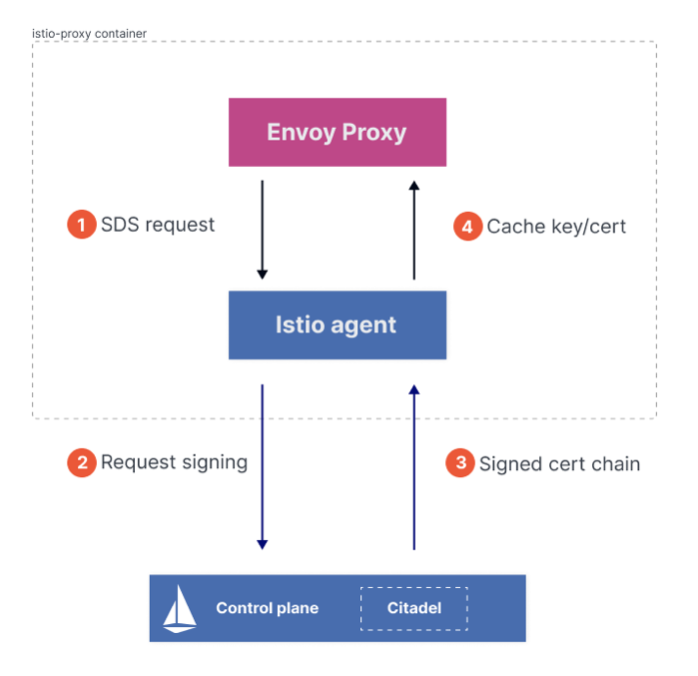 istio-proxy container
Envoy Proxy
1 SDS request
4 Cache key/cert
Istio agent
2 Request signing
3 Signed cert chain
Control plane
Citadel